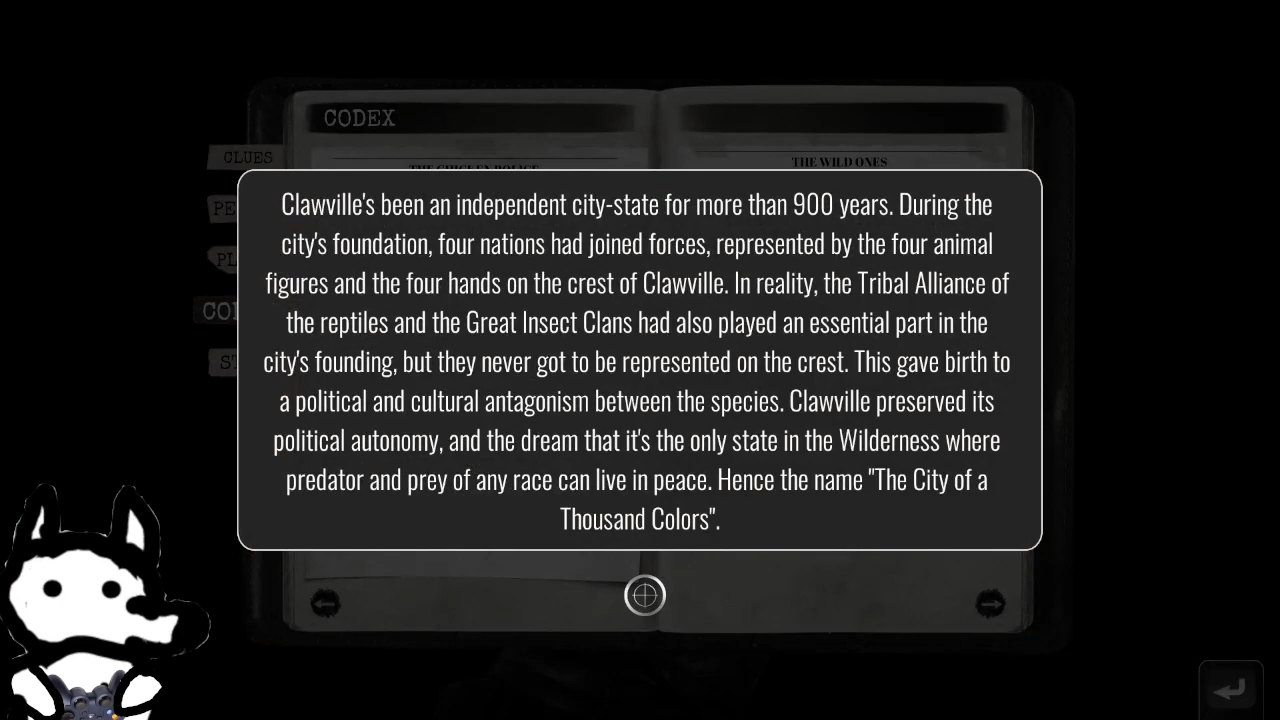 CODEX
CLUES
THE CHICKEN POLICE
THE WILD ONES
Clawville's been an independent city-state for more than 900 years. During the
city's foundation, four nations had joined forces, represented by the four animal
figures and the four hands on the crest of Clawville. In reality, the Tribal Alliance of
the reptiles and the Great Insect Clans had also played an essential part in the
city's founding, but they never got to be represented on the crest. This gave birth to
a political and cultural antagonism between the species. Clawville preserved its
political autonomy, and the dream that it's the only state in the Wilderness where
predator and prey of any race can live in peace. Hence the name "The City of a
Thousand Colors".